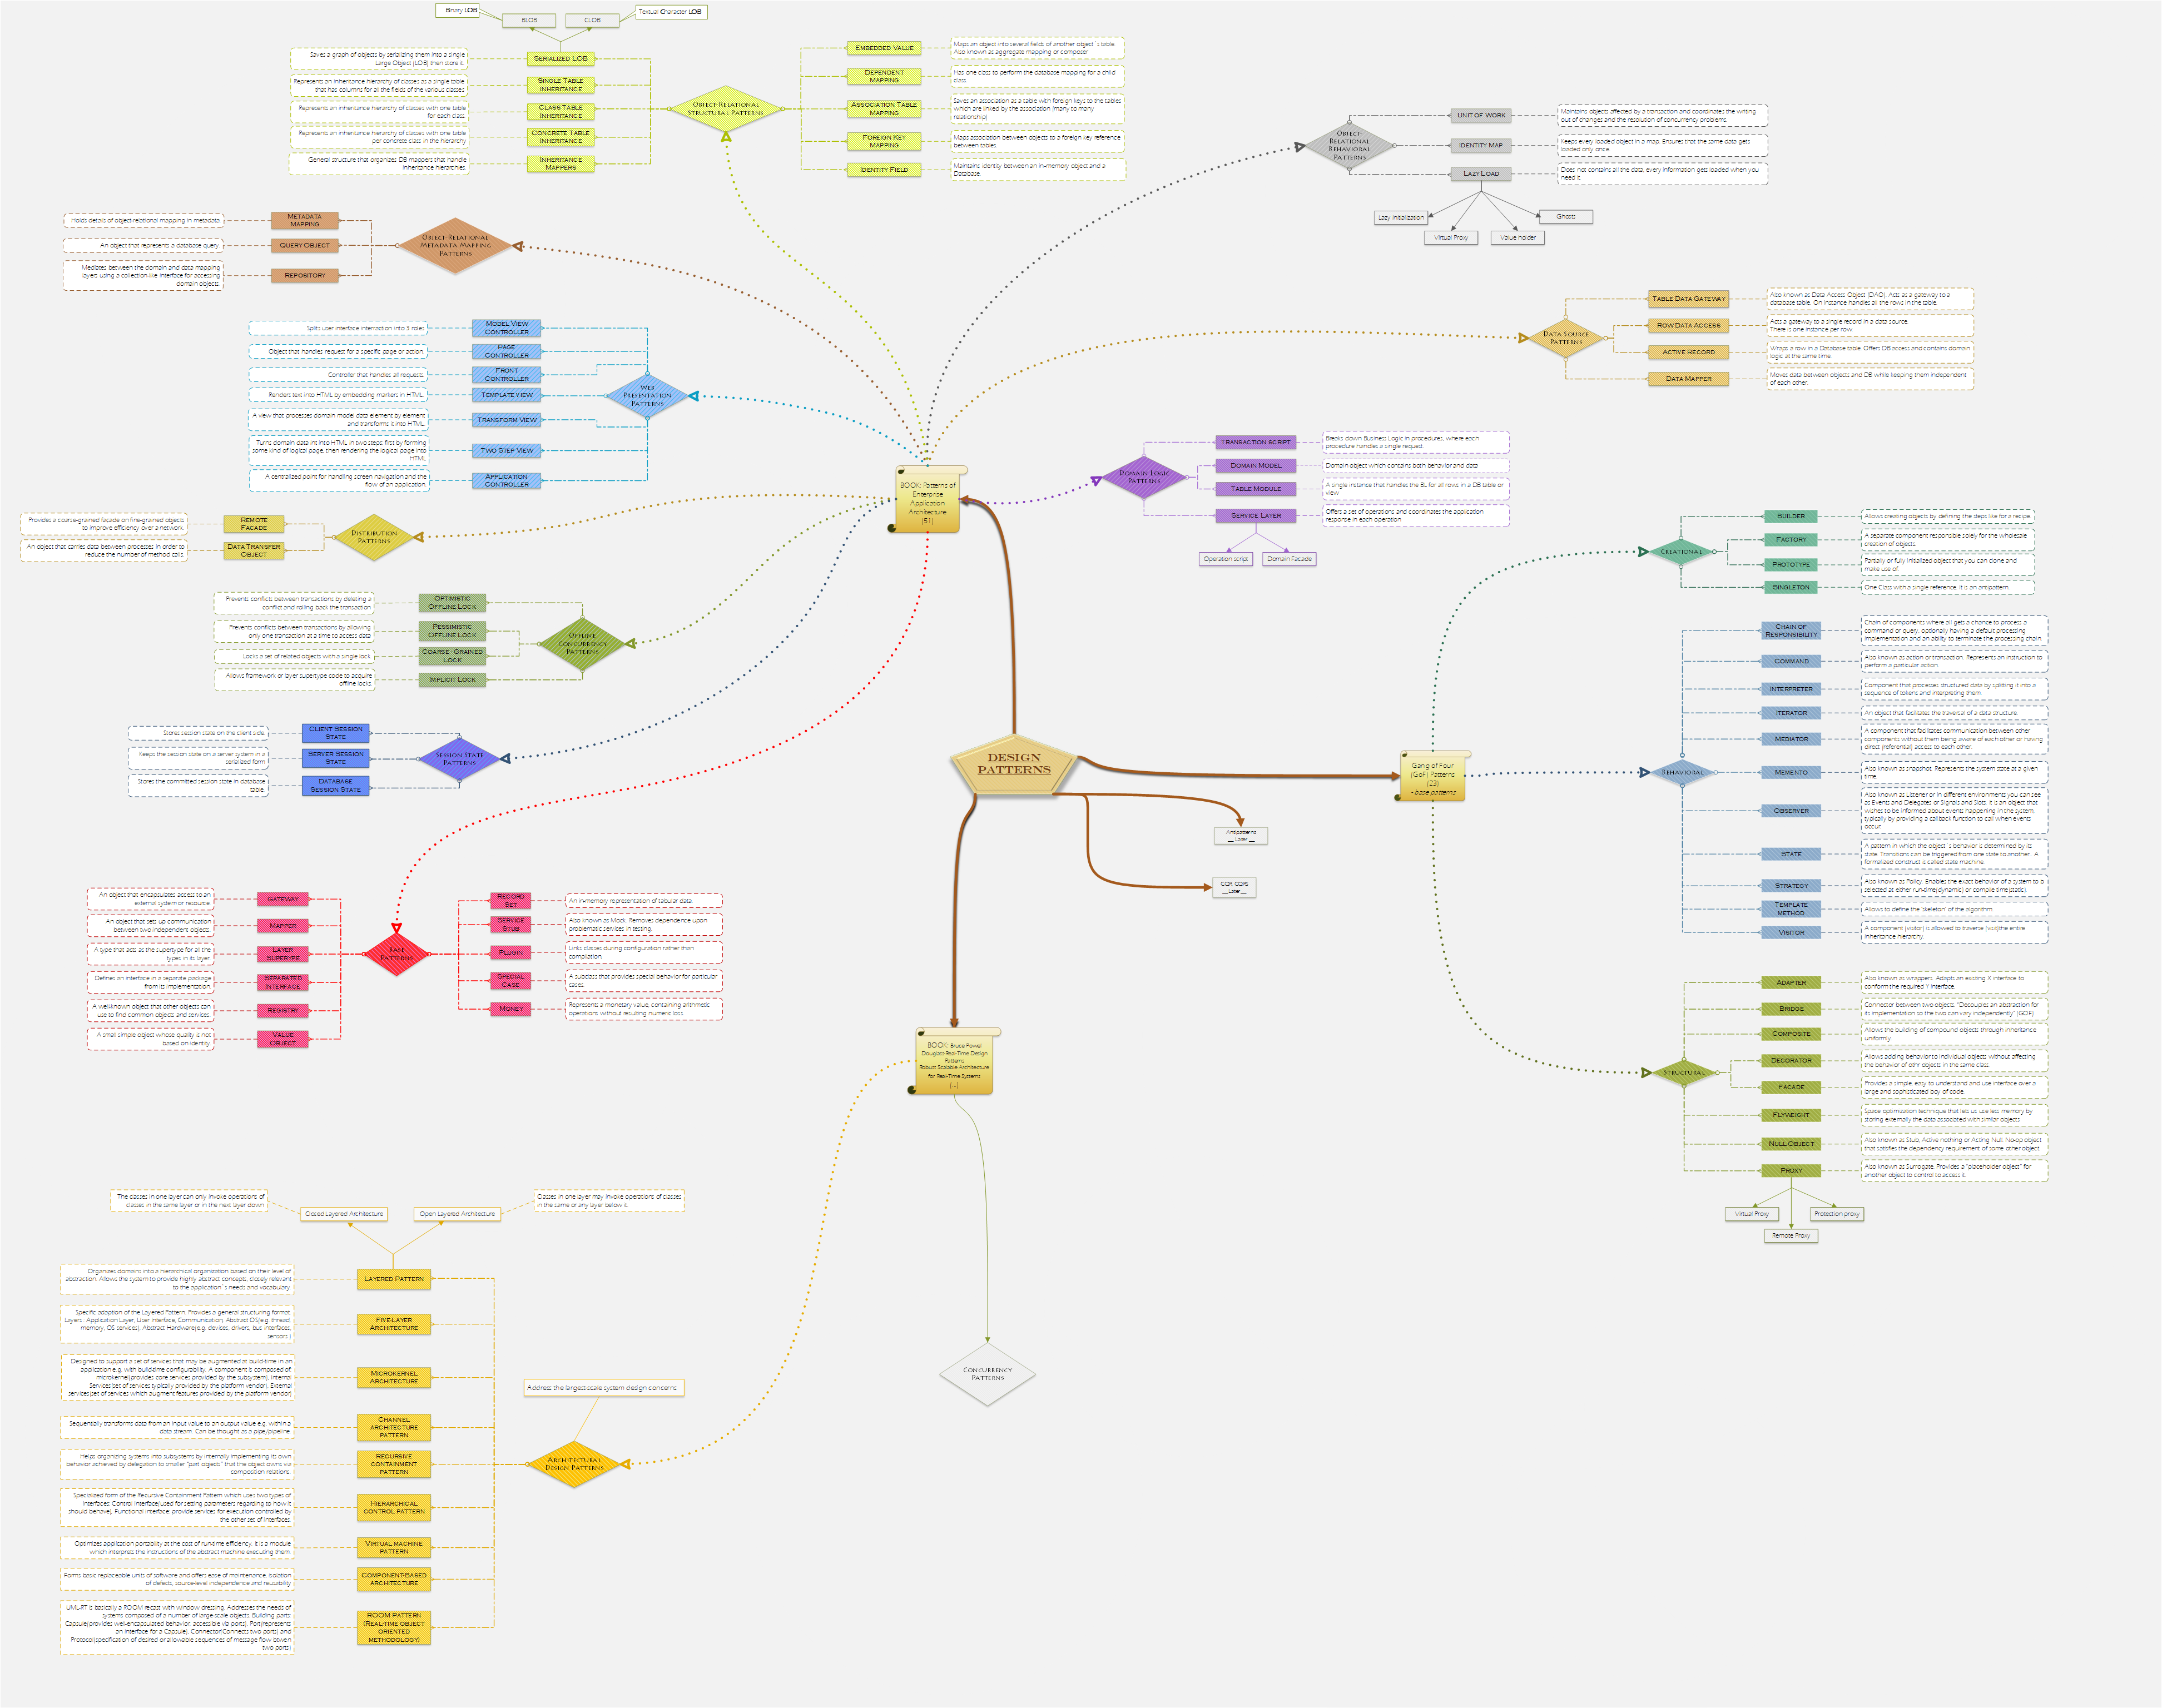 Binary LOB
BLOB
CLOB
Textual Character LOB
Saves a graph of objects by serializing them into a single
Large Object (LOB) then store it.
SERIALIZED LOB
Represents an inheritance hierarchy of classes as a single table
that has columns for all the fields of the various classes
SINGLE TABLE
INHERITANCE
Represents an inheritance hierarchy of classes with one table
for each class.
CLASS TABLE
INHERITANCE
Represents an inheritance hierarchy of classes with one table
per concrete class in the hierarchy
CONCRETE TABLE
INHERITANCE
General structure that organizes DB mappers that handle
inheritance hierarchies.
INHERITANCE
MAPPERS
OBJECT-RELATIONAL
STRUCTURAL PATTERNS
EMBEDDED VALUE
Maps an object into several fields of another object`s table.
Also known as aggregate mapping or composer
DEPENDENT
MAPPING
Has one class to perform the database mapping for a child
class
ASSOCIATION TABLE
MAPPING
Saves an association as a table with foreign keys to the tables
which are linked by the association (many to many
relationship)
FOREIGN KEY
MAPPING
Maps association between objects to a foreign key reference
between tables
IDENTITY FIELD
Maintains identity between an in-memory object and a
Database.
OBJECT-
RELATIONAL
BEHAVIORAL
PATTERNS
UNIT OF WORK
Maintains objects affected by a transaction and coordinates the writing
out of changes and the resolution of concurrency problems
IDENTITY MAP
Keeps every loaded object in a map. Ensures that the same data gets
loaded only once
LAZY LOAD
Does not contains all the data, every information gets loaded when you
need it
Lazy Initialization
Virtual Proxy
Value holder
Ghosts
Holds details of object-relational mapping in metadata
METADATA
MAPPING
An object that represents a database query.
QUERY OBJECT
Mediates between the domain and data mapping
layers using a collection-like interface for accessing
domain objects.
REPOSITORY
OBJECT-RELATIONAL
METADATA MAPPING
PATTERNS
Splits user interface interraction into 3 roles
MODEL VIEW
CONTROLLER
Object that handles request for a specific page or action.
PAGE
CONTROLLER
Controller that handles all requests.
FRONT
CONTROLLER
Renders text into HTML by embedding markers in HTML.
TEMPLATE VIEW
A view that processes domain model data element by element
and transforms it into HTML.
TRANSFORM VIEW
Turns domain data int into HTML in two steps: first by forming
some kind of logical page, then rendering the logical page into
HTML
TWO STEP VIEW
A centralized point for handling screen navigation and the
flow of an application.
APPLICATION
CONTROLLER
WEB
PRESENTATION
PATTERNS
DATA SOURCE
PATTERNS
TABLE DATA GATEWAY
Also known as Data Access Object (DAO). Acts as a gateway to a
database table. On instance handles all the rows in the table.
ROW DATA ACCESS
Acts a gateway to a single record in a data source.
There is one instance per row.
ACTIVE RECORD
Wraps a row in a Database table. Offers DB access and contains domain
logic at the same time.
DATA MAPPER
Moves data between objects and DB while keeping them independent
of each other.
DOMAIN LOGIC
PATTERNS
TRANSACTION SCRIPT
Breaks down Business Logic in procedures, where each
procedure handles a single request.
DOMAIN MODEL
Domain object which contains both behavior and data
TABLE MODULE
A single instance that handles the BL for all rows in a DB table or
view
SERVICE LAYER
Offers a set of operations and coordinates the application
response in each operation
Operation script
Domain Facade
BOOK: Patterns of
Enterprise
Application
Architecture
(51)
Provides a coarse-grained façade on fine-grained objects
to improve efficiency over a network.
REMOTE
FACADE
An object that carries data between processes in order to
reduce the number of method calls.
DATA TRANSFER
OBJECT
DISTRIBUTION
PATTERNS
Prevents conflicts between transactions by deleting a
conflict and rolling back the transaction
OPTIMISTIC
OFFLINE LOCK
Prevents conflicts between transactions by allowing
only one transaction at a time to access data
PESSIMISTIC
OFFLINE LOCK
Locks a set of related objects with a single lock.
COARSE - GRAINED
LOCK
Allows framework or layer supertype code to acquire
offline locks
IMPLICIT LOCK
OFFLINE
CONCURRENCY
PATTERNS
Stores session state on the client side.
CLIENT SESSION
STATE
Keeps the session state on a server system in a
serialized form
SERVER SESSION
STATE
Stores the committed session state in database
table.
DATABASE
SESSION STATE
SESSION STATE
PATTERNS
CREATIONAL
BUILDER
Allows creating objects by defining the steps like for a recipe.
FACTORY
A separate component responsible solely for the wholesale
creation of objects.
PROTOTYPE
Partially or fully initialized object that you can clone and
make use of.
SINGLETON
One Class with a single reference. It is an antipattern.
CHAIN OF
RESPONSIBILITY
Chain of components where all gets a chance to process a
command or query, optionally having a default processing
implementation and an ability to terminate the processing chain.
COMMAND
Also known as action or transaction. Represents an instruction to
perform a particular action.
INTERPRETER
Component that processes structured data by splitting it into a
sequence of tokens and interpreting them
ITERATOR
An object that facilitates the traversal of a data structure.
MEDIATOR
A component that facilitates communication between other
components without them being aware of each other or having
direct (referential) access to each other.
BEHAVIORAL
MEMENTO
Also known as snapshot. Represents the system state at a given
time.
OBSERVER
Also known as Listener or in different environments you can see
as Events and Delegates or Signals and Slots. It is an object that
wishes to be informed about events happening in the system,
typically by providing a callback function to call when events
occur.
STATE
A pattern in which the object`s behavior is determined by its
state. Transitions can be triggered from one state to another. A
formalized construct is called state machine.
STRATEGY
Also known as Policy. Enables the exact behavior of a system to b
selected at either run-time(dynamic) or compile time(static).
TEMPLATE
METHOD
Allows to define the 'skeleton' of the algorithm.
VISITOR
A component (visitor) is allowed to traverse (visit)the entire
inheritance hierarchy.
DESIGN
PATTERNS
Gang of Four
(GoF) Patterns
(23)
- base patterns
Antipatterns
__ Later __
__Later__
An object that encapsulates access to an
external system or resource.
GATEWAY
An object that sets up communication
between two independent objects.
MAPPER
A type that acts as the supertype for all the
types in its layer
LAYER
SUPERTYPE
Defines an interface in a separate package
from its implementation.
SEPARATED
INTERFACE
A well-known object that other objects can
use to find common objects and services.
REGISTRY
A small simple object whose quality is not
based on identity.
VALUE
OBJECT
BASE
PATTERNS
RECORD
SET
An in-memory representation of tabular data.
SERVICE
STUB
Also known as Mock. Removes dependence upon
problematic services in testing.
PLUGIN
Links classes during configuration rather than
compilation.
SPECIAL
CASE
A subclass that provides special behavior for particular
cases
MONEY
Represents a monetary value, containing arithmetic
operations without resulting numeric loss
STRUCTURAL
ADAPTER
Also known as wrappers. Adapts an existing X interface to
conform the required Y interface.
BRIDGE
Connector between two objects. "Decouples an abstraction for
its implementation so the two can vary independently" (GOF)
COMPOSITE
Allows the building of compound objects through inheritance
uniformly.
DECORATOR
Allows adding behavior to individual objects without affecting
the behavior of othr objects in the same class.
FACADE
Provides a simple, easy to understand and use interface over a
large and sophisticated boy of code.
FLYWEIGHT
Space optimization technique that lets us use less memory by
storing externally the data associated with similar objects
NULL OBJECT
Also known as Stub, Active nothing or Acting Null. No-op object
that satisfies the dependency requirement of some other object.
PROXY
Also known as Surrogate. Provides a "placeholder object" for
another object to control to access it.
Virtual Proxy
Remote Proxy
Protection proxy
BOOK: Bruce Powel
Douglass-Real-Time Design
Patterns
Robust Scalable Architecture
for Real-Time Systems
(...)
CONCURRENCY
PATTERNS
The classes in one layer can only invoke operations of
classes in the same layer or in the next layer down
Closed Layered Architecture
Open Layered Architecture
Classes in one layer may invoke operations of classes
in the same or any layer below it.
Organizes domains into a hierarchical organization based on their level of
abstraction. Allows the system to provide highly abstract concepts, closely relevant
to the application`s needs and vocabulary.
LAYERED PATTERN
Specific adaption of the Layered Pattern. Provides a general structuring format.
Layers : Application Layer, User Interface, Communication, Abstract OS(e.g. thread,
memory, OS services), Abstract Hardware(e.g. devices, drivers, bus interfaces,
sensors )
FIVE-LAYER
ARCHITECTURE
Designed to support a set of services that may be augmented at build-time in an
application e.g. with build-time configurability. A component is composed of:
microkernel(provides core services provided by the subsystem), Internal
Services(set of services typically provided by the platform vendor), External
services(set of services which augment features provided by the platform vendor)
MICROKERNEL
ARCHITECTURE
Sequentially transforms data from an input value to an output value e.g. within a
data stream. Can be thought as a pipe/pipeline.
CHANNEL
ARCHITECTURE
PATTERN
Helps organizing systems into subsystems by internally implementing its own
behavior achieved by delegation to smaller "part objects" that the object owns via
composition relations.
RECURSIVE
CONTAINMENT
PATTERN
Specialized form of the Recursive Containment Pattern which uses two types of
interfaces: Control Interface(used for setting parameters regarding to how it
should behave), Functional Interface: provide services for execution controlled by
the other set of interfaces.
HIERARCHICAL
CONTROL PATTERN
Optimizes application portability at the cost of run-time efficiency. It is a module
which interprets the instructions of the abstract machine executing them.
VIRTUAL MACHINE
PATTERN
Forms basic replaceable units of software and offers ease of maintenance, isolation
of defects, source-level independence and reusability
COMPONENT-BASED
ARCHITECTURE
UML-RT is basically a ROOM recast with window dressing. Addresses the needs of
systems composed of a number of large-scale objects. Building parts:
Capsule(provides well-encapsulated behavior, accessible via ports), Port(represents
an interface for a Capsule), Connector(Connects two ports) and
Protocol(specification of desired or allowable sequences of message flow btwen
two ports)
ROOM PATTERN
(REAL-TIME OBJECT
ORIENTED
METHODOLOGY)
Address the largest-scale system design concerns
ARCHITECTURAL
DESIGN PATTERNS